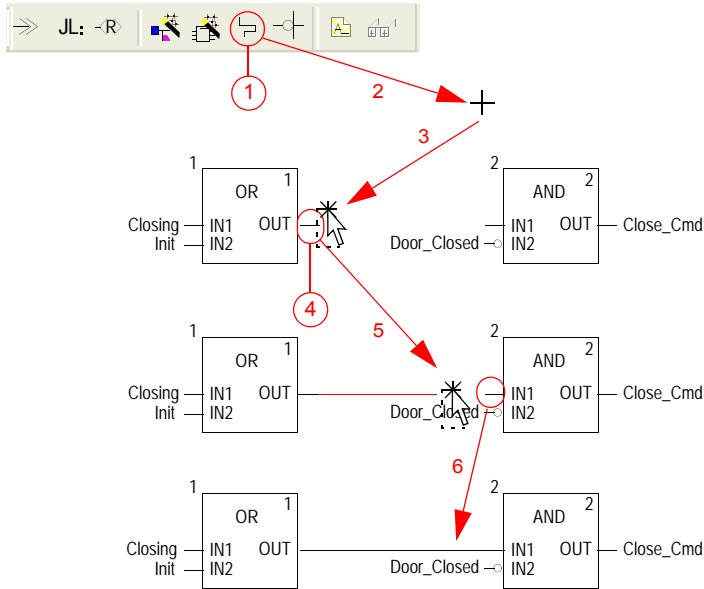 JL: R A
1 2
3
1 2
OR 1 AND 2
Closing IN1 OUT IN1 OUT Close_Cmd
Init IN2 Door_Closed IN2
4
5
1 2
OR 1 AND 2
Closing IN1 OUT IN1 OUT Close_Cmd
Init IN2 Door_Closed IN2
6
1 2
OR 1 AND 2
Closing IN1 OUT IN1 OUT Close_Cmd
Init IN2 Door_Closed IN2